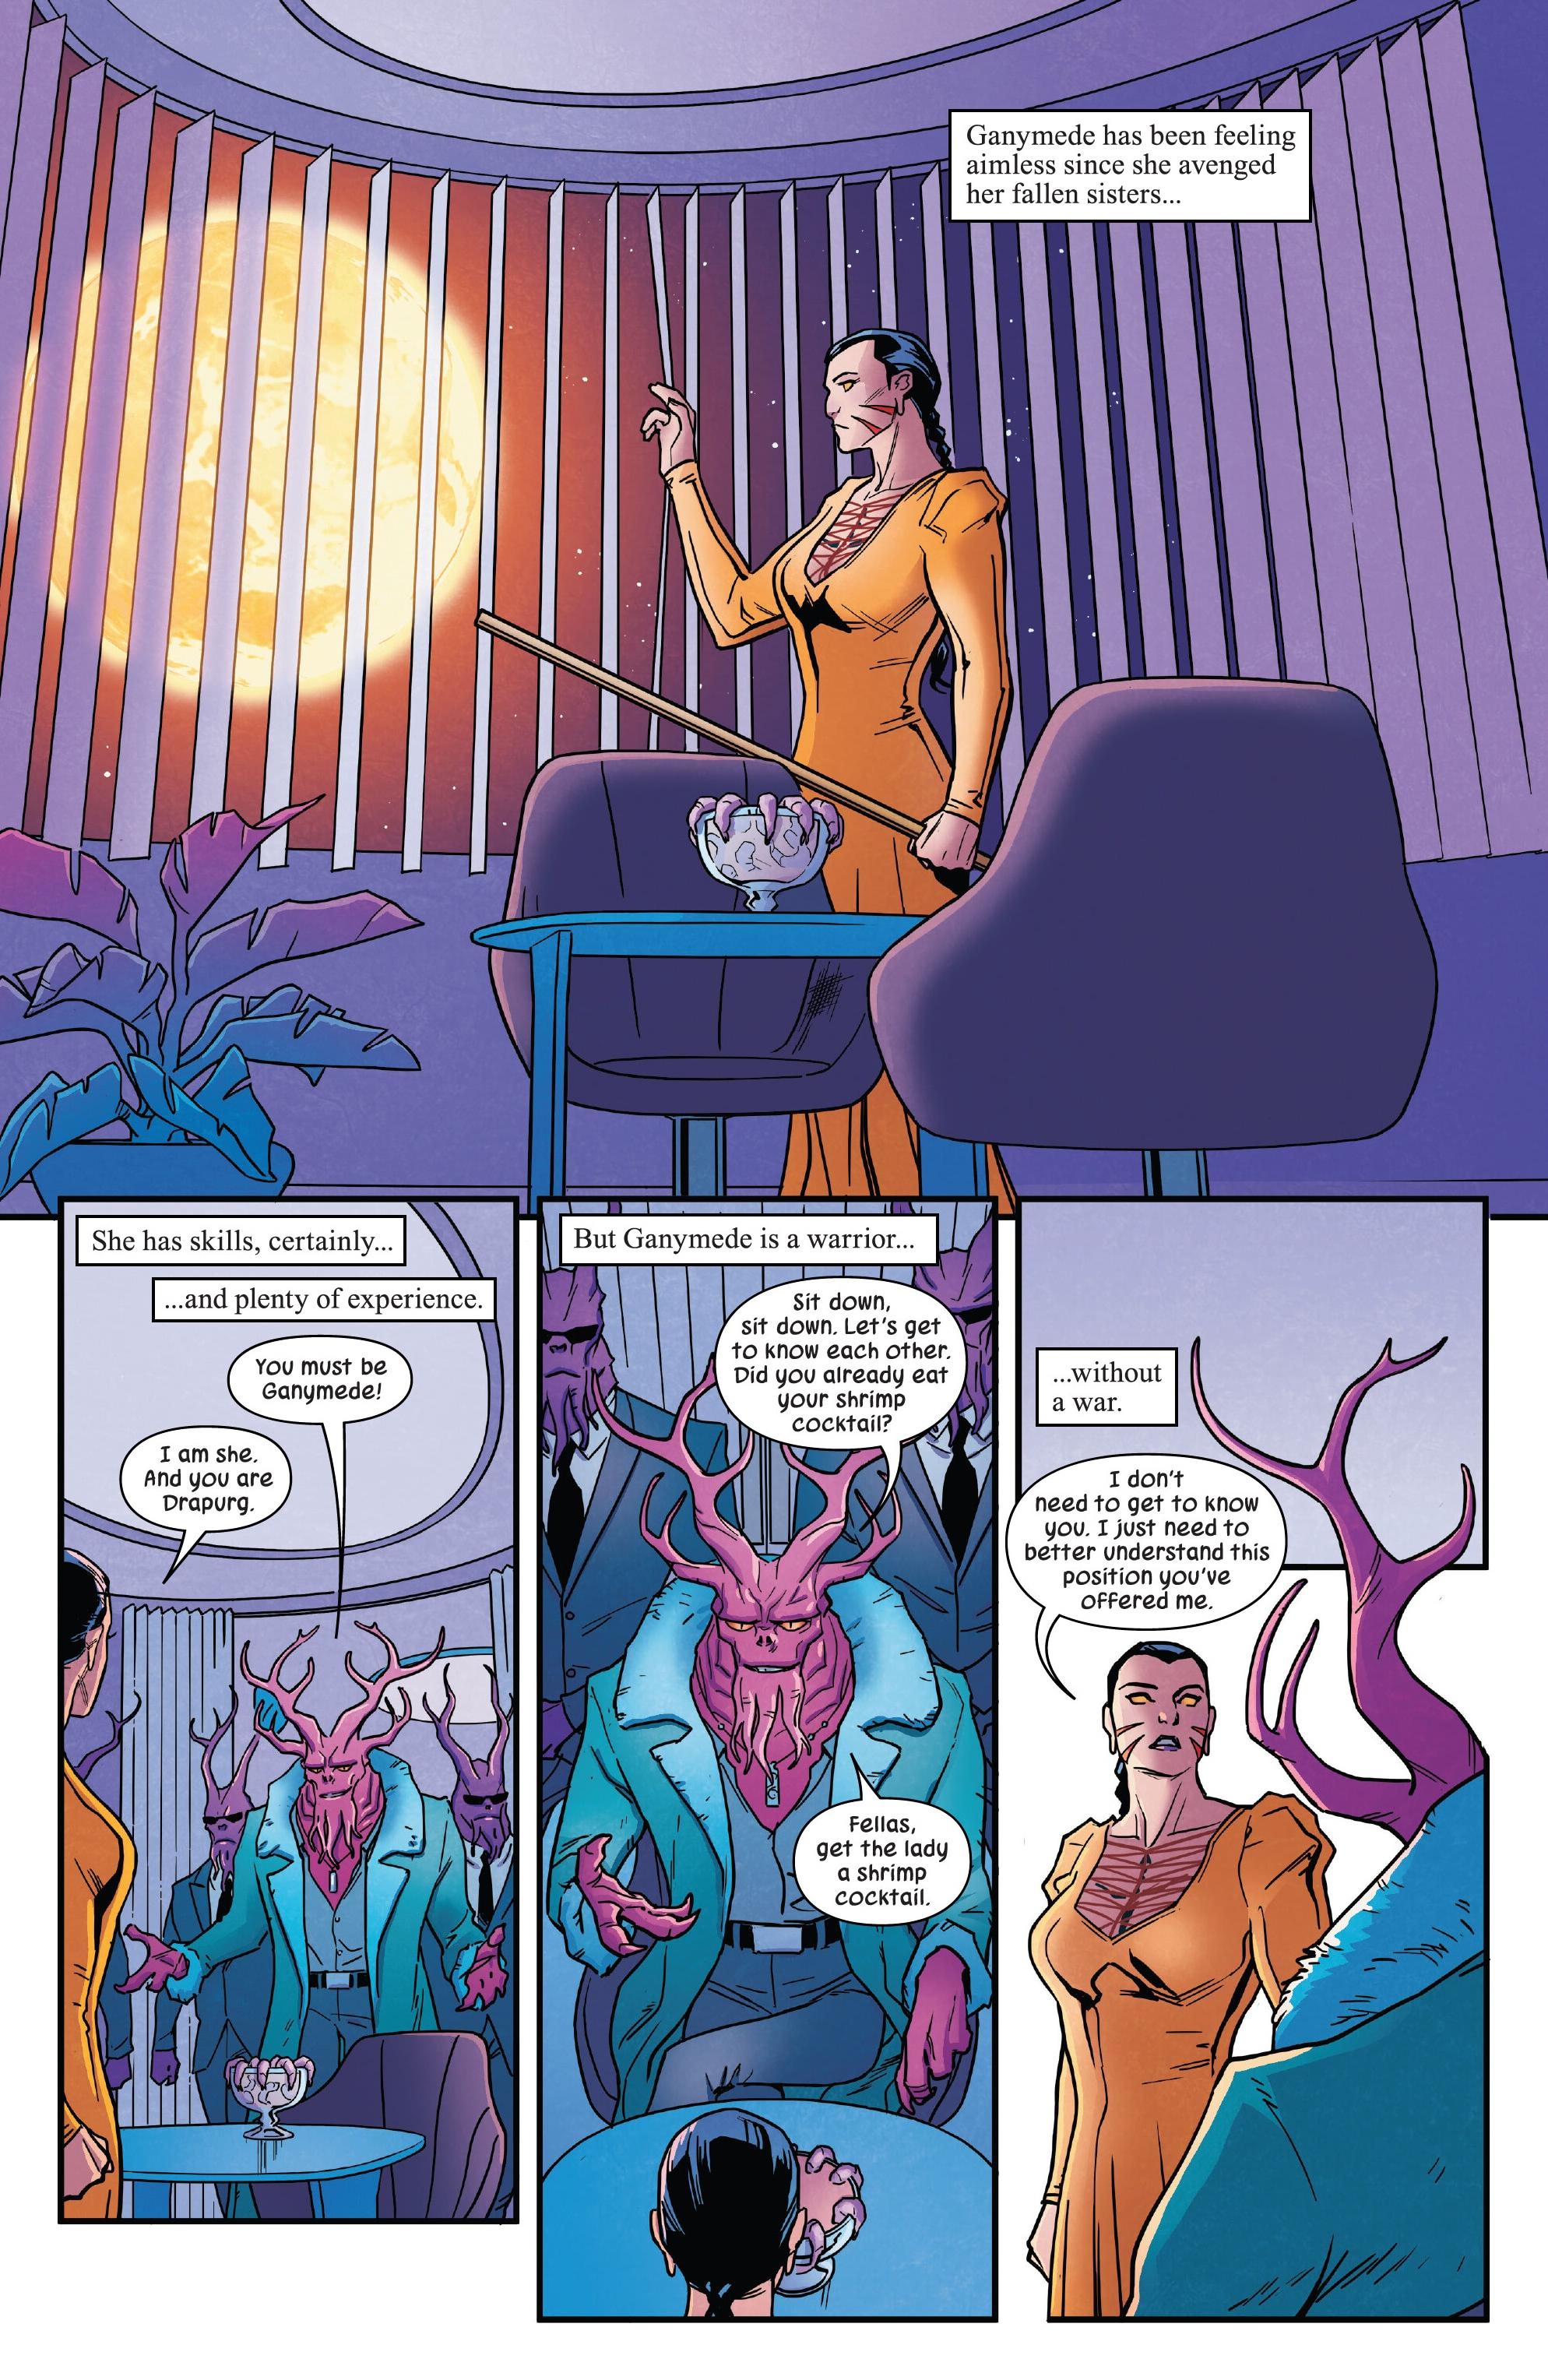 Ganymede has been feeling
aimless since she avenged
her fallen sisters...
She has skills, certainly...
...and plenty of experience.
You must be
Ganymede!
I am she.
And you are
Drapurg.
But Ganymede is a warrior...
Sit down,
sit down. Let's get
to know each other.
Did you already eat
your shrimp
cocktail?
Fellas,
get the lady
a shrimp
cocktail.
...without
a war.
I don't
need to get to know
you. I just need to
better understand this
position you've
offered me.